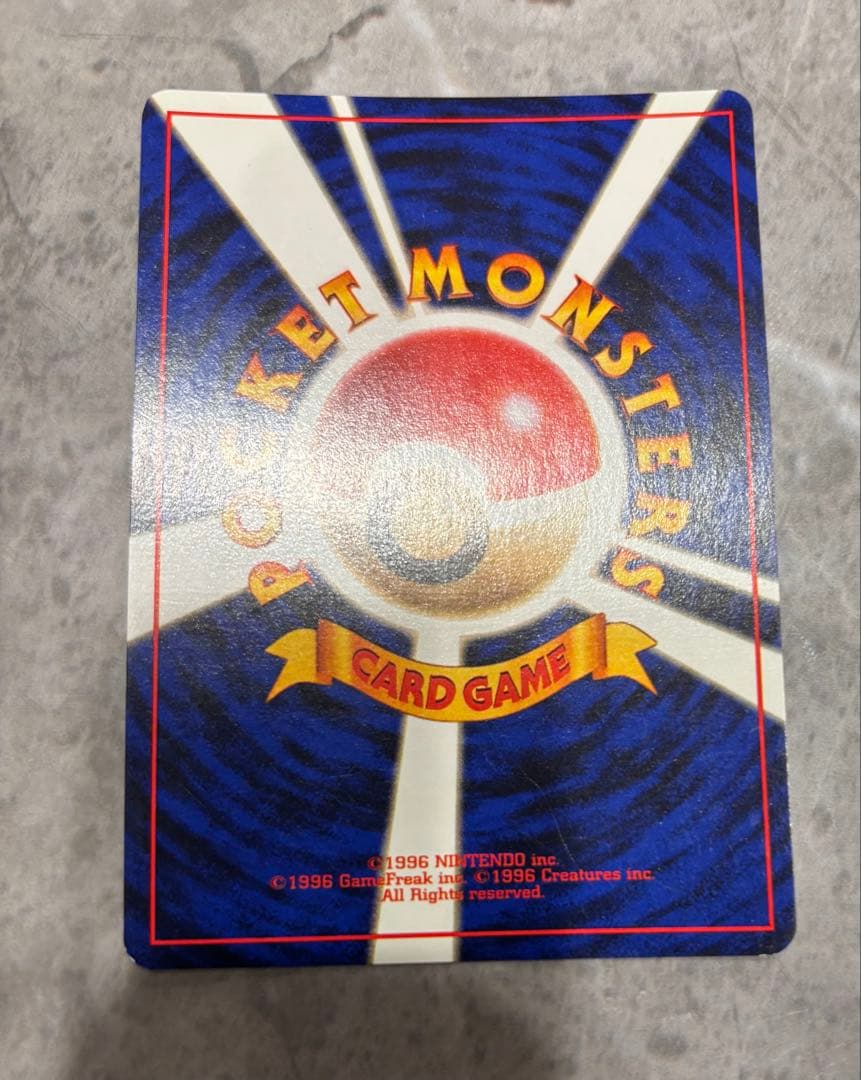 POCKET MONSTERS
CARD GAME
©1996 NINTENDO inc.
©1996 GameFreak inc. ©1996 Creatures inc.
All Rights reserved.